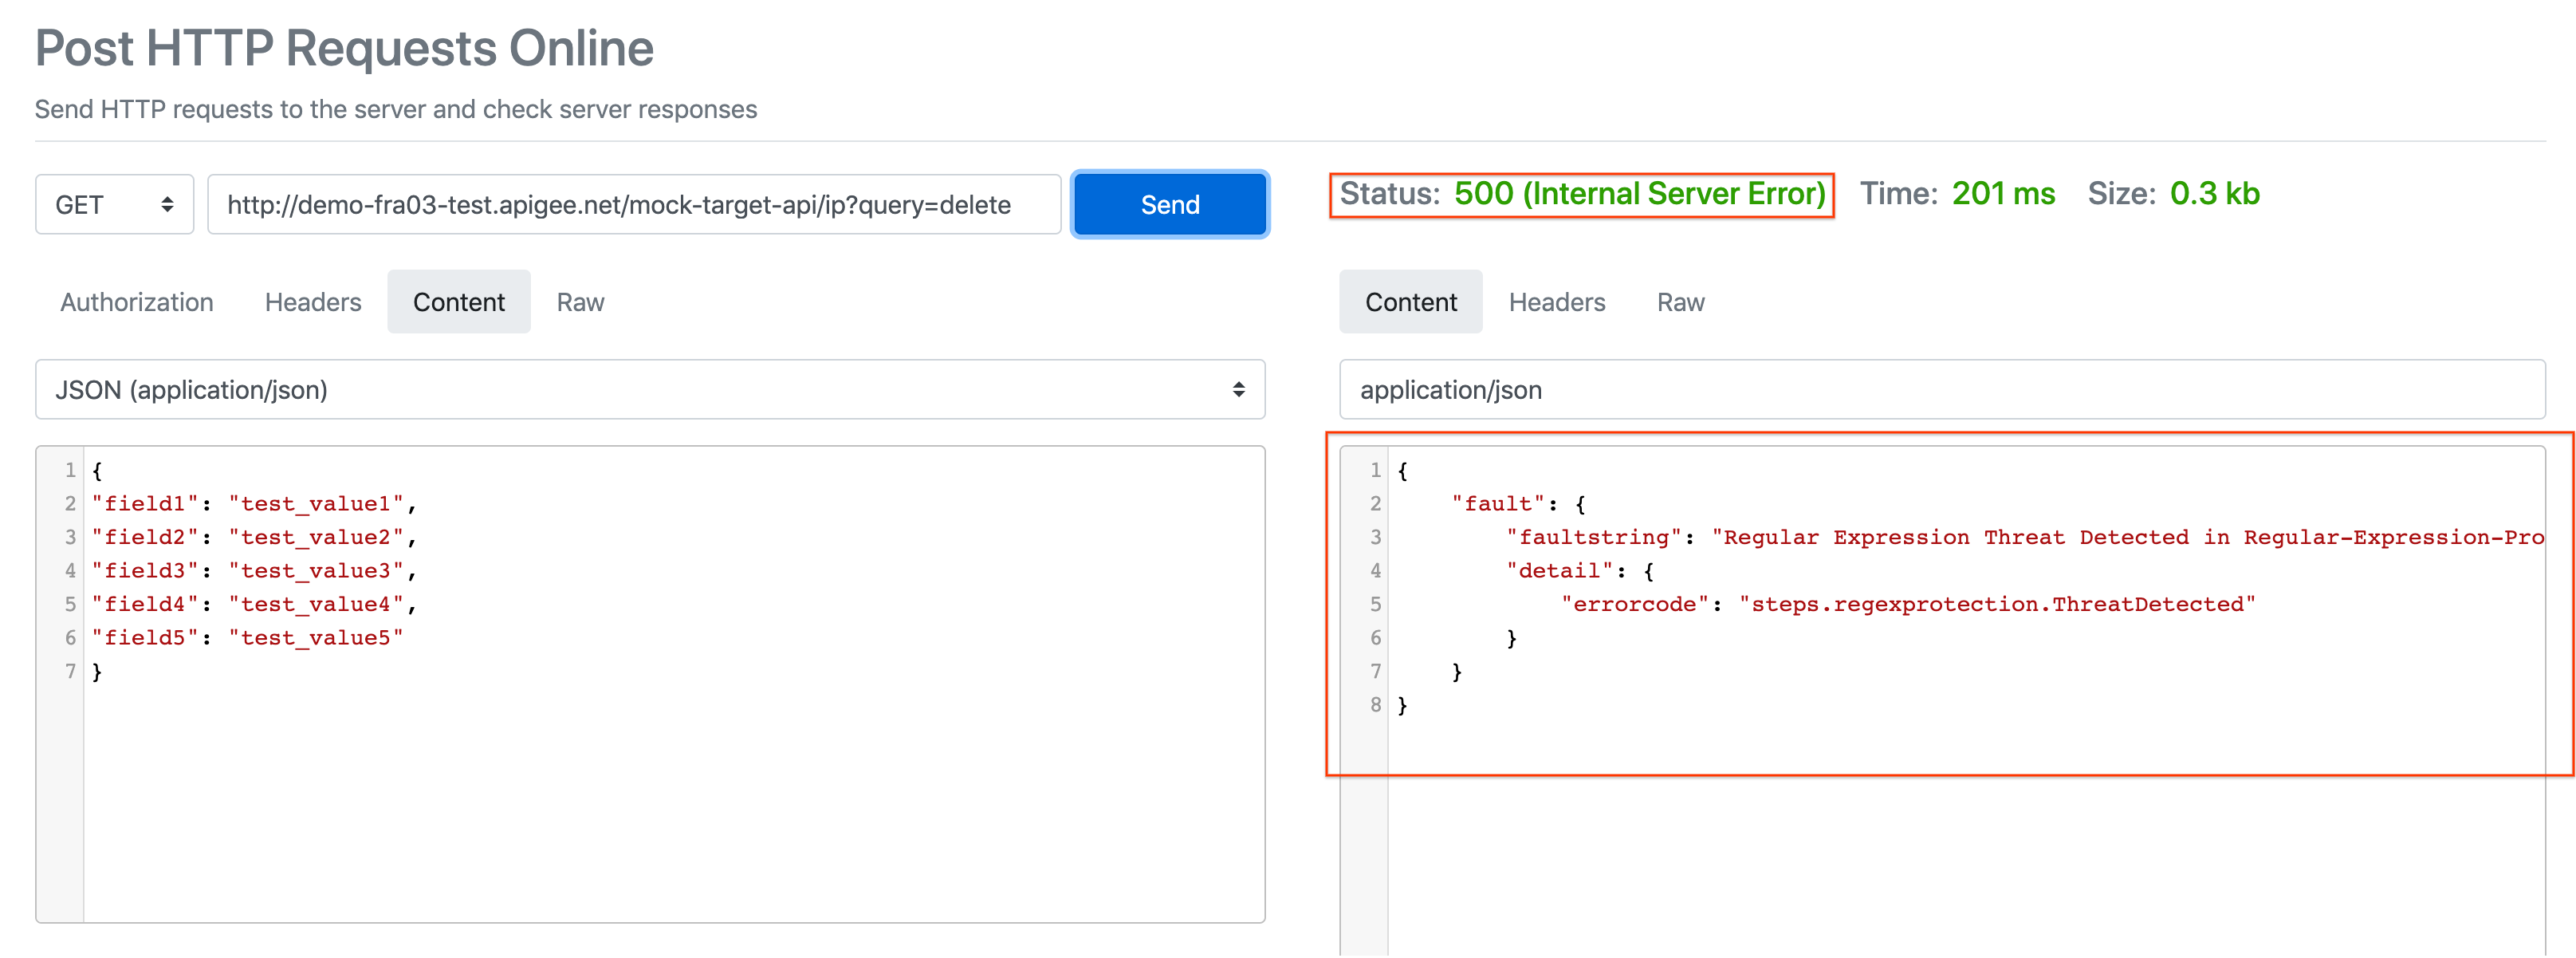 Post HTTP Requests Online
Send HTTP requests to the server and check server responses
GET
http://demo-fra03-test.apigee.net/mock-target-api/ip?query=delete
Send
Authorization Headers Content Raw
JSON (application/json)
1 {
2 "field1": "test_value1",
3 "field2": "test_value2",
4 "field3": "test_value3",
5 "field4": "test_value4",
6 "field5": "test_value5"
7 }
Status: 500 (Internal Server Error) Time: 201 ms Size: 0.3 kb
Content Headers Raw
application/json
1 {
2 "fault": {
3 "faultstring": "Regular Expression Threat Detected in Regular-Expression-Pro
4 "detail": {
5 "errorcode": "steps.regexprotection.ThreatDetected"
6 }
7 }
8 }